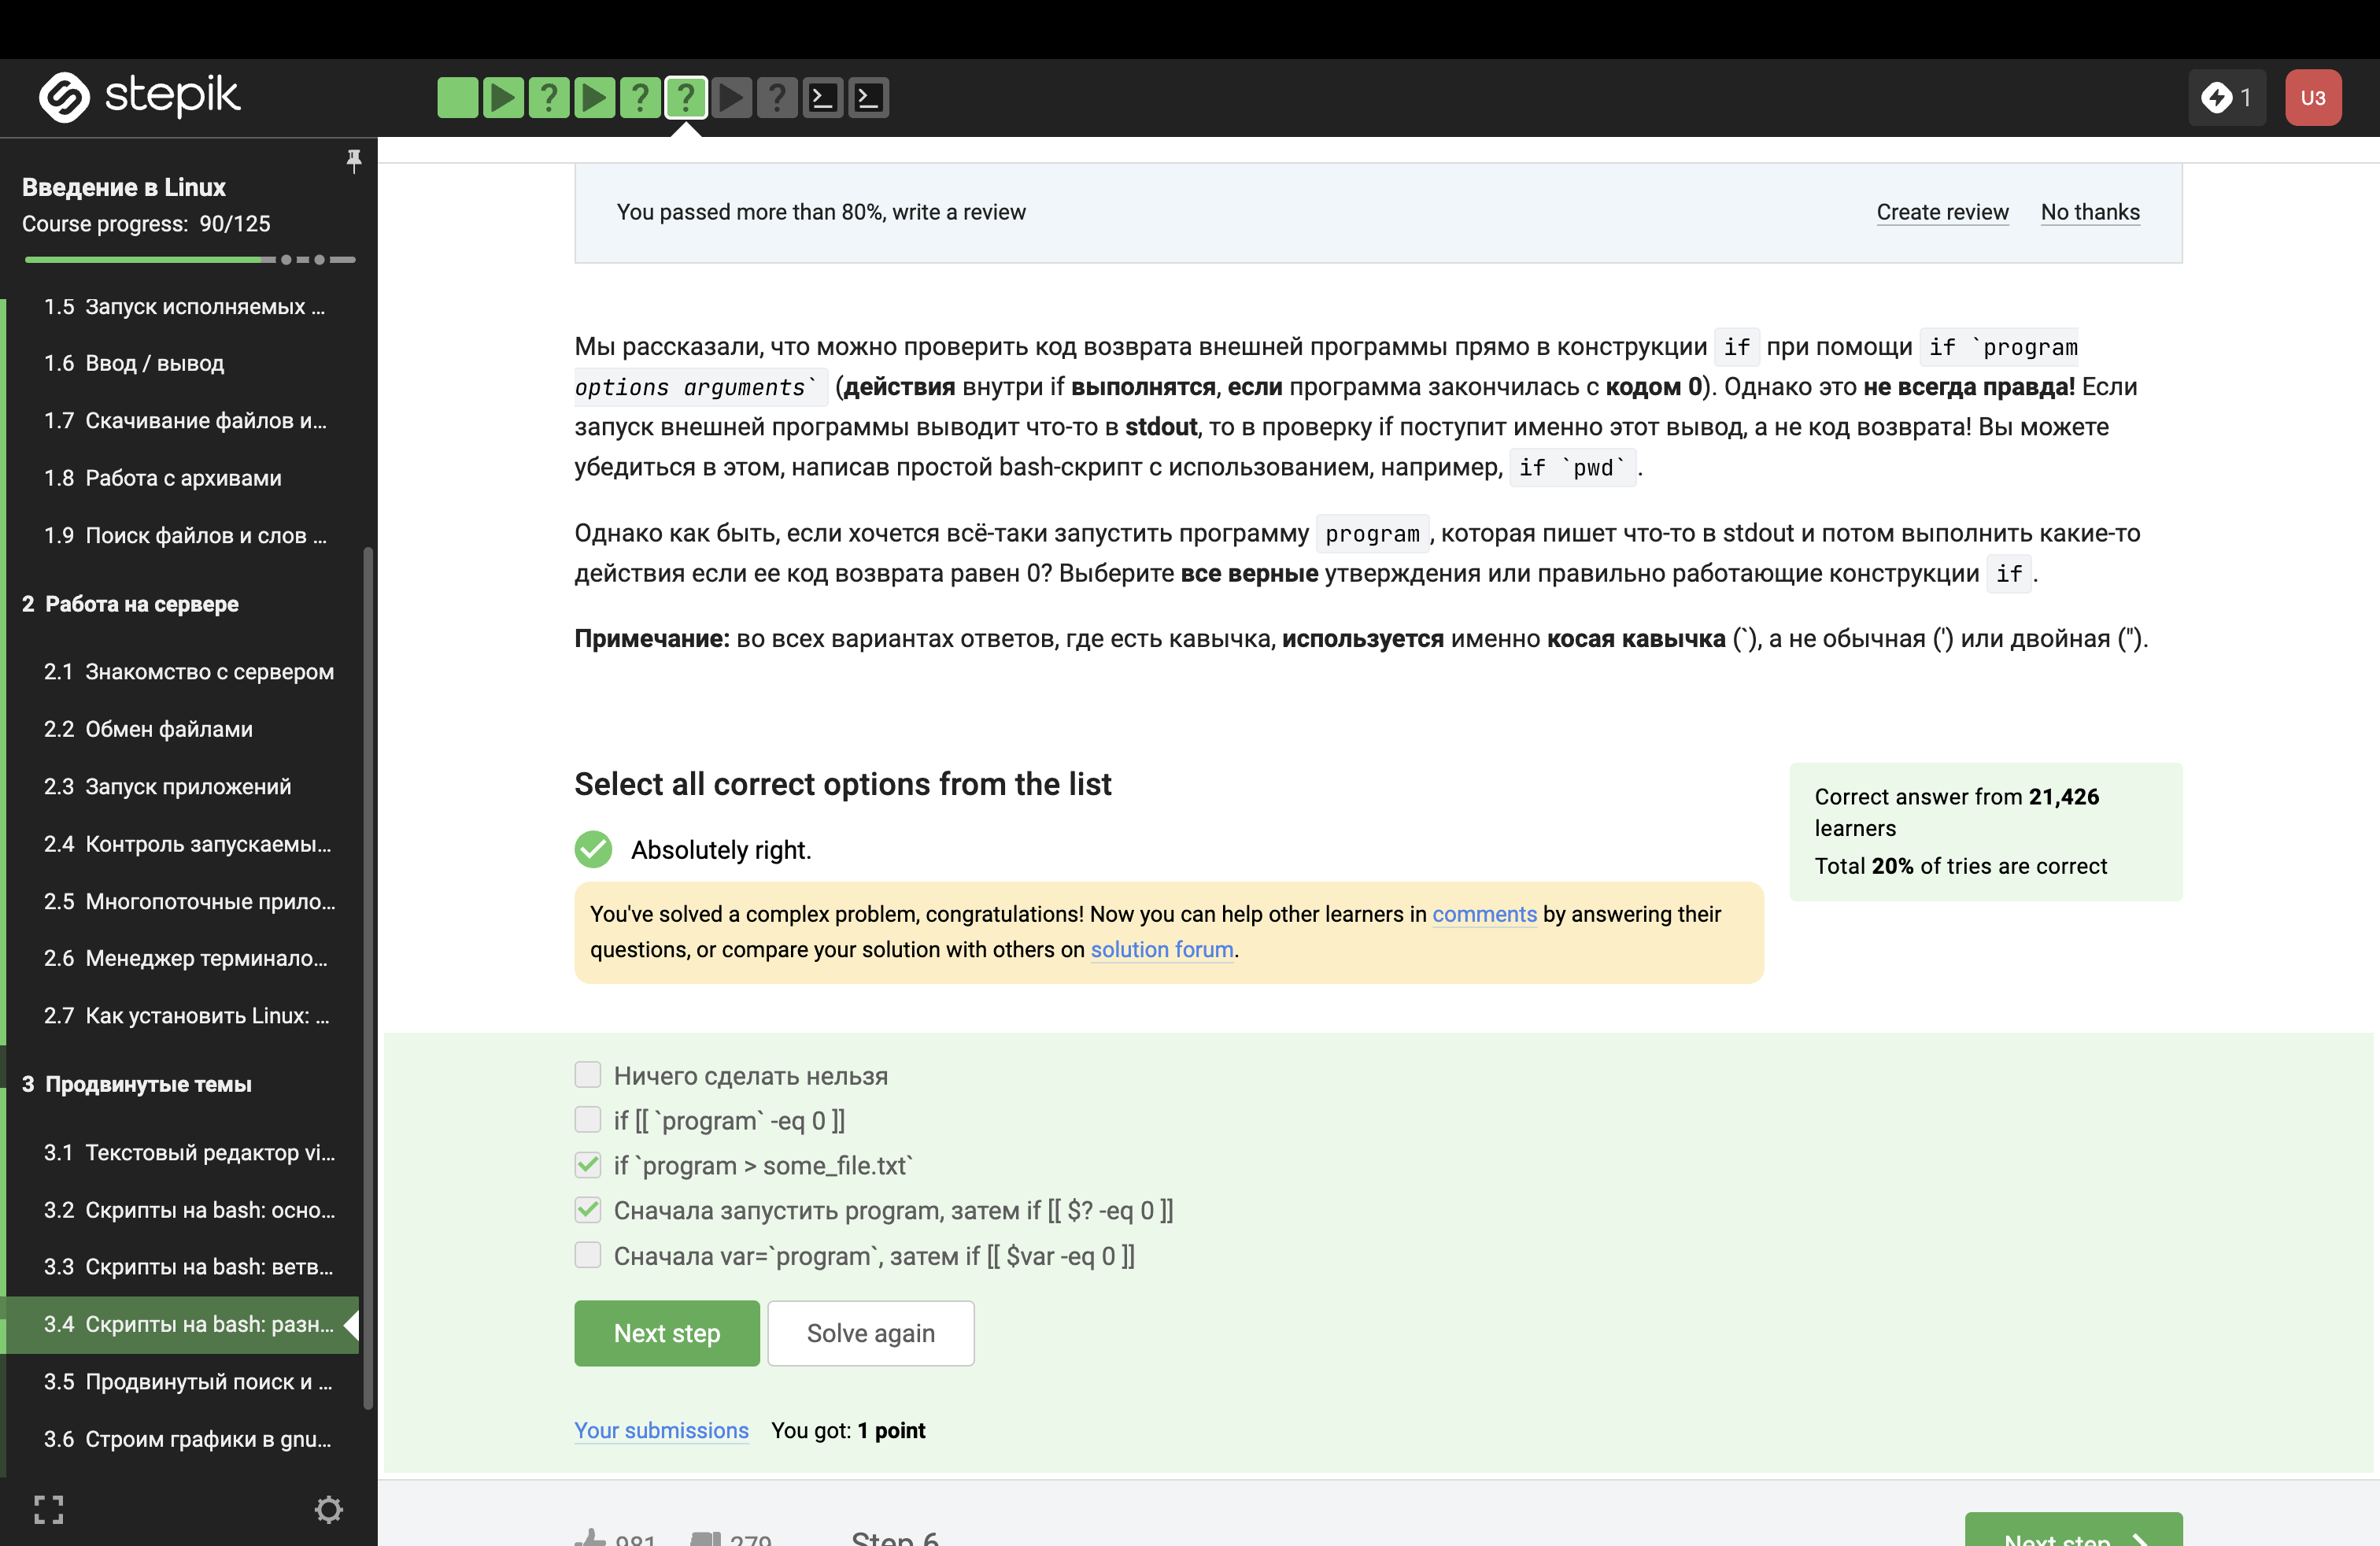 stepik
1
U3
Введение в Linux
Course progress: 90/125
1.5 Запуск исполняемых ...
1.6 Ввод / вывод
1.7 Скачивание файлов и...
1.8 Работа с архивами
1.9 Поиск файлов и слов ...
2 Работа на сервере
2.1 Знакомство с сервером
2.2 Обмен файлами
2.3 Запуск приложений
2.4 Контроль запускаемы...
2.5 Многопоточные прило...
2.6 Менеджер терминало...
2.7 Как установить Linux: ...
3 Продвинутые темы
3.1 Текстовый редактор vi...
3.2 Скрипты на bash: осно...
3.3 Скрипты на bash: ветв...
3.4 Скрипты на bash: разн...
3.5 Продвинутый поиск и ...
3.6 Строим графики в gnu...
You passed more than 80%, write a review
Create review No thanks
Мы рассказали, что можно проверить код возврата внешней программы прямо в конструкции if при помощи if `program
options arguments` (действия внутри if выполнятся, если программа закончилась с кодом 0). Однако это не всегда правда! Если
запуск внешней программы выводит что-то в stdout, то в проверку if поступит именно этот вывод, а не код возврата! Вы можете
убедиться в этом, написав простой bash-скрипт с использованием, например, if `pwd` .
Однако как быть, если хочется всё-таки запустить программу program , которая пишет что-то в stdout и потом выполнить какие-то
действия если ее код возврата равен 0? Выберите все верные утверждения или правильно работающие конструкции if .
Примечание: во всех вариантах ответов, где есть кавычка, используется именно косая кавычка (`), а не обычная (') или двойная (").
Select all correct options from the list
Absolutely right.
You've solved a complex problem, congratulations! Now you can help other learners in comments by answering their
questions, or compare your solution with others on solution forum.
Correct answer from 21,426
learners
Total 20% of tries are correct
Ничего сделать нельзя
if [[ `program` -eq 0 ]]
if `program > some_file.txt`
Сначала запустить program, затем if [[ $? -eq 0 ]]
Сначала var=`program`, затем if [[ $var -eq 0 ]]
Next step Solve again
Your submissions You got: 1 point
981 279 Step 6
Next step